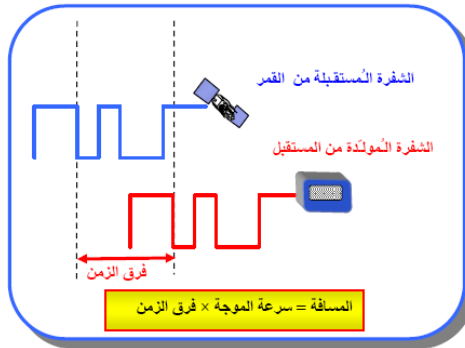 الشفرة المُستقبلة من القمر
الشفرة المُولّدة من المستقبل
فرق الزمن
المسافة = سرعة الموجة × فرق الزمن